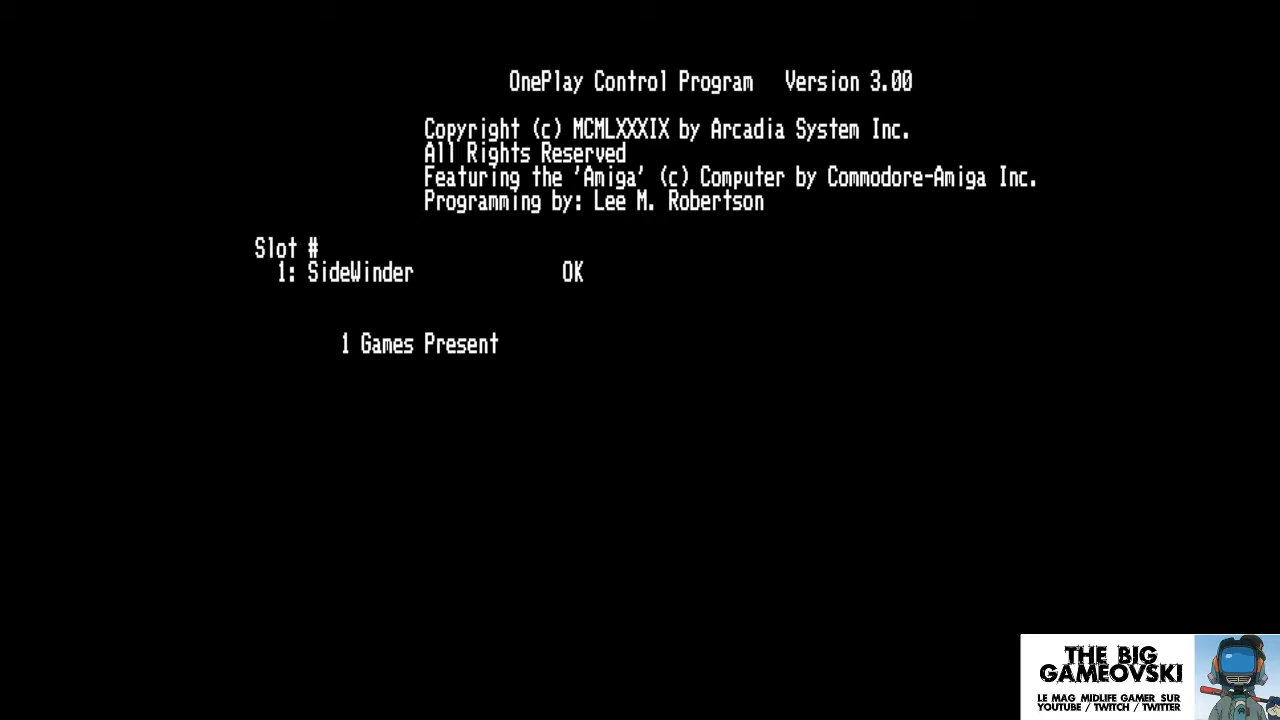 OnePlay Control Program Version 3.00
Copyright (c) MCMLXXXIX by Arcadia System Inc.
All Rights Reserved
Featuring the 'Amiga' (c) Computer by Commodore-Amiga Inc.
Programming by: Lee M. Robertson
Slot #
1: SideWinder OK
1 Games Present
THE BIG
GAMEOVSKI
LE MAG MIDLIFE GAMER SUR
YOUTUBE / TWITCH / TWITTER